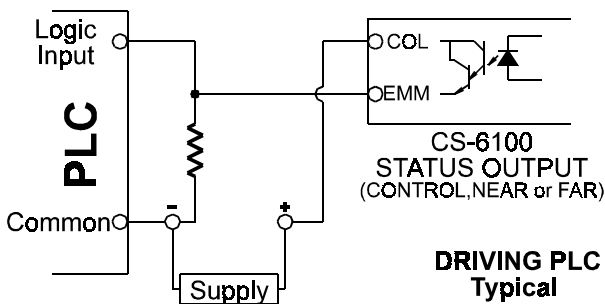 Logic
Input
PLC
Common
-
+
Supply
COL
EMM
CS-6100
STATUS OUTPUT
(CONTROL,NEAR or FAR)
DRIVING PLC
Typical